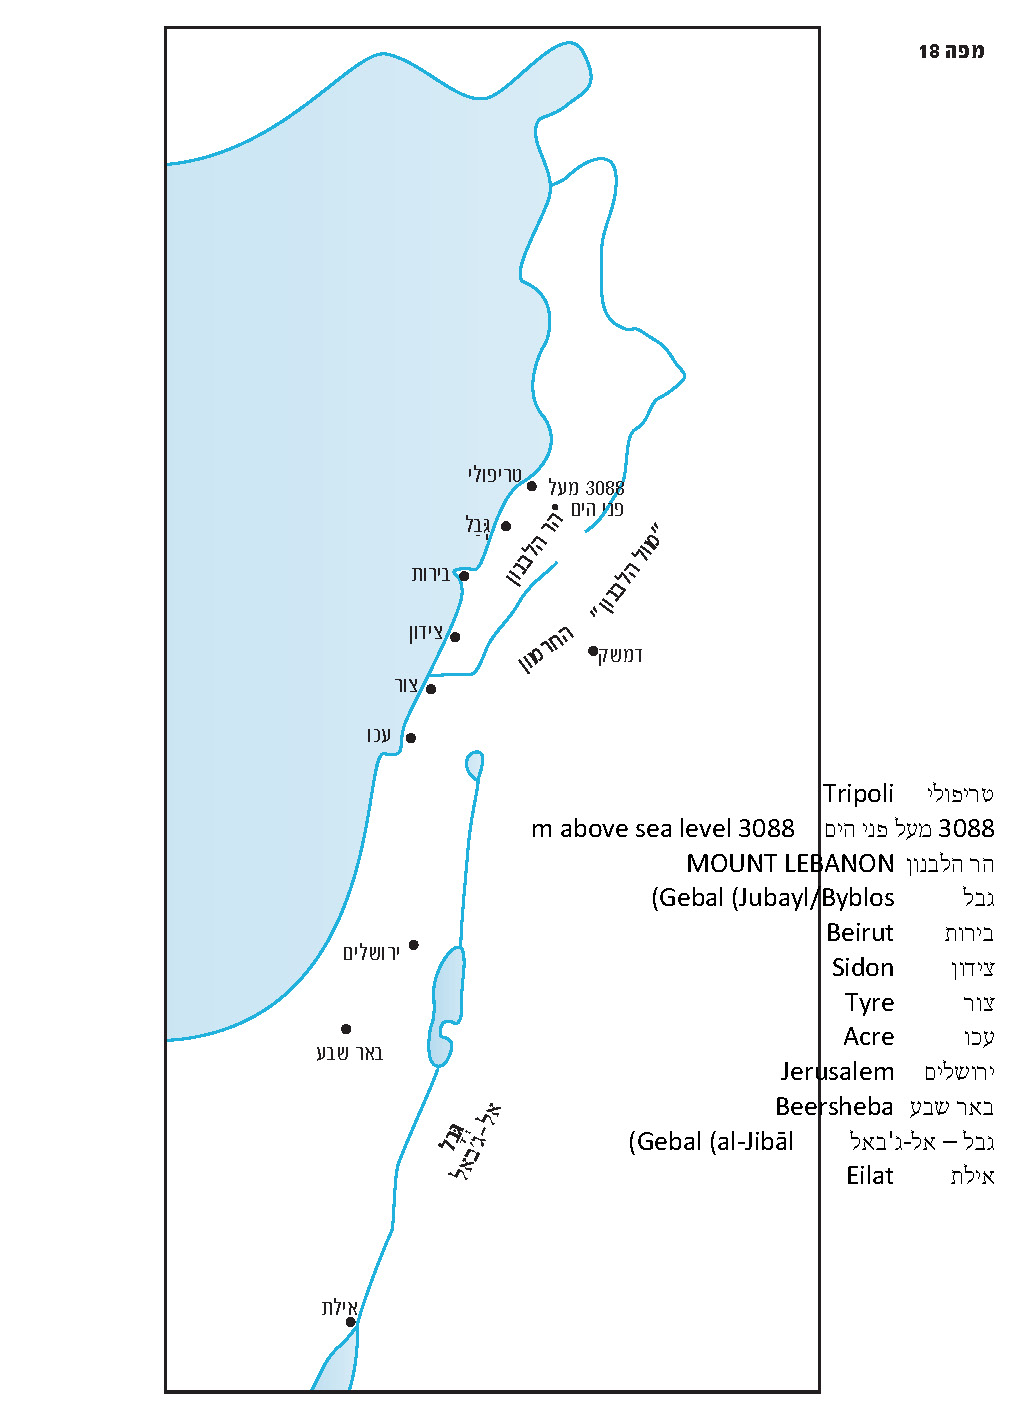 מפה 18
טריפולי
3088 מעל
פני הים
גְּבַל
הר הלבנון
"מול הלבנון"
בירות
החרמון
צידון
דמשק
צור
עכו
ירושלים
באר שבע
גְּבָל
אל-ג'באל
אילת
טריפולי Tripoli
3088 מעל פני הים m above sea level 3088
הר הלבנון MOUNT LEBANON
גבל (Gebal (Jubayl/Byblos
בירות Beirut
צידון Sidon
צור Tyre
עכו Acre
ירושלים Jerusalem
באר שבע Beersheba
גבל – אל-ג'באל (Gebal (al-Jibāl
אילת Eilat